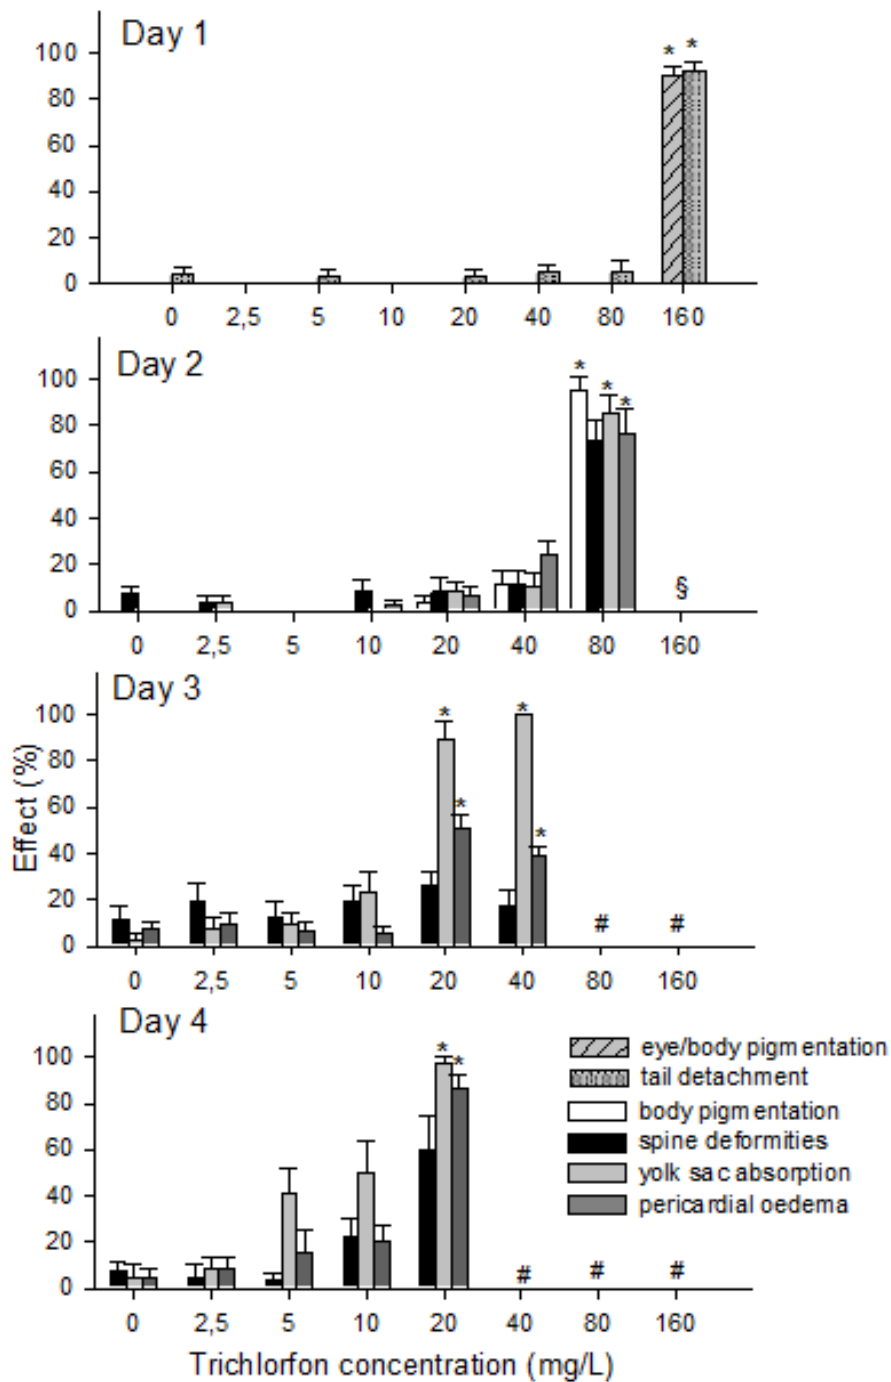 Day 1
* *
100
80
60
40
20
0
0 2,5 5 10 20 40 80 160
Day 2
* * *
100
80
60
40
20
0
§
0 2,5 5 10 20 40 80 160
Day 3
* *
* *
100
80
60
40
20
0
# #
0 2,5 5 10 20 40 80 160
Effect (%)
Day 4
* *
100
80
60
40
20
0
# # #
0 2,5 5 10 20 40 80 160
eye/body pigmentation
tail detachment
body pigmentation
spine deformities
yolk sac absorption
pericardial oedema
Trichlorfon concentration (mg/L)